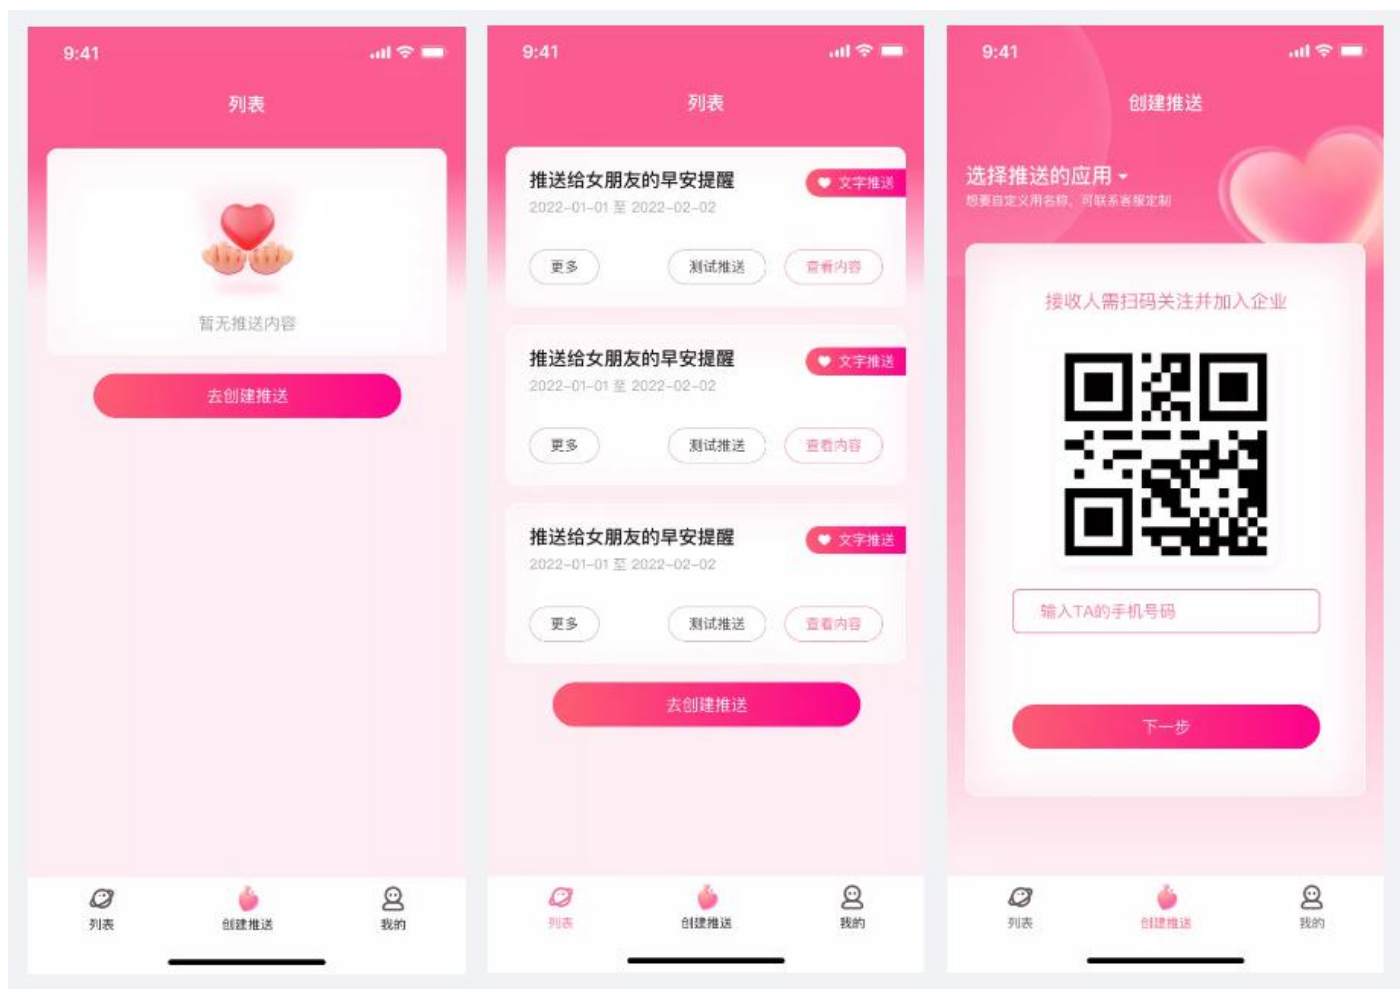 9:41
列表
暂无推送内容
去创建推送
列表
创建推送
我的
9:41
列表
推送给女朋友的早安提醒
文字推送
2022-01-01 至 2022-02-02
更多
测试推送
查看内容
推送给女朋友的早安提醒
文字推送
2022-01-01 至 2022-02-02
更多
测试推送
查看内容
推送给女朋友的早安提醒
文字推送
2022-01-01 至 2022-02-02
更多
测试推送
查看内容
去创建推送
列表
创建推送
我的
9:41
创建推送
选择推送的应用
想要自定义用名称，可联系客服定制
接收人需扫码关注并加入企业
输入TA的手机号码
下一步
列表
创建推送
我的